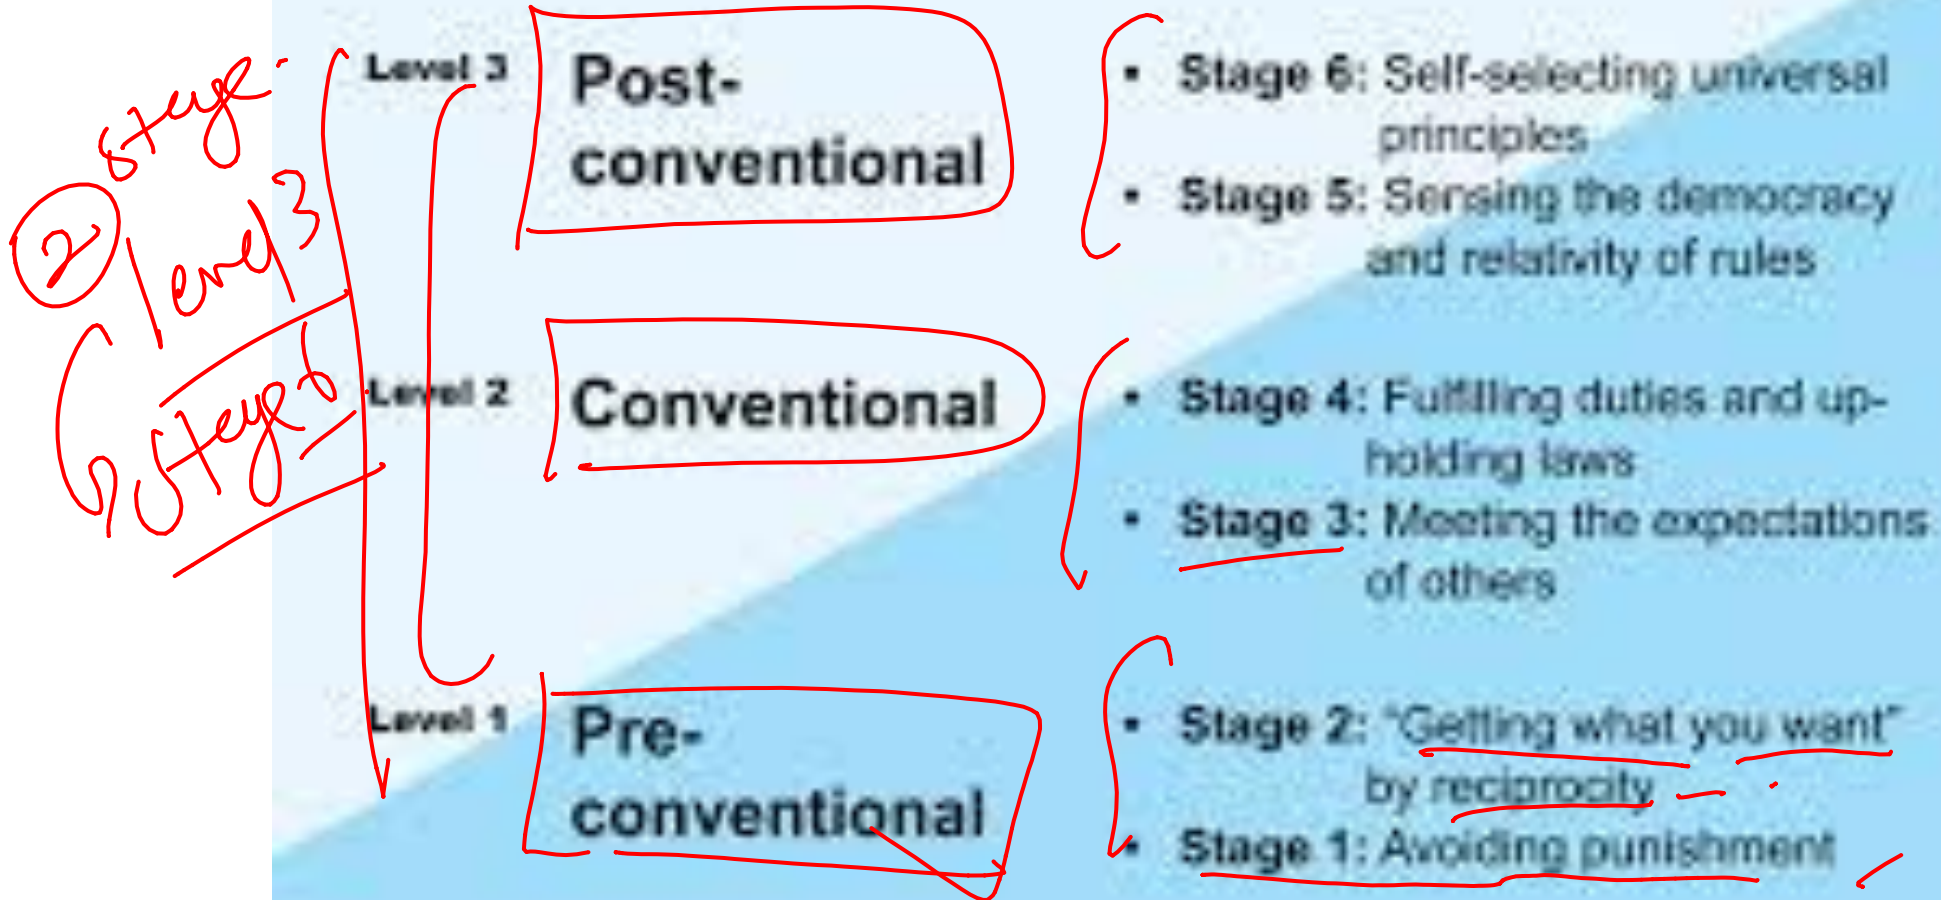 stage
2
level 3
stage 6
Level 3
Post-
conventional
• Stage 6: Self-selecting universal
principles
• Stage 5: Sensing the democracy
and relativity of rules
Level 2
Conventional
• Stage 4: Fulfilling duties and up-
holding laws
• Stage 3: Meeting the expectations
of others
Level 1
Pre-
conventional
• Stage 2: "Getting what you want"
by reciprocity
• Stage 1: Avoiding punishment